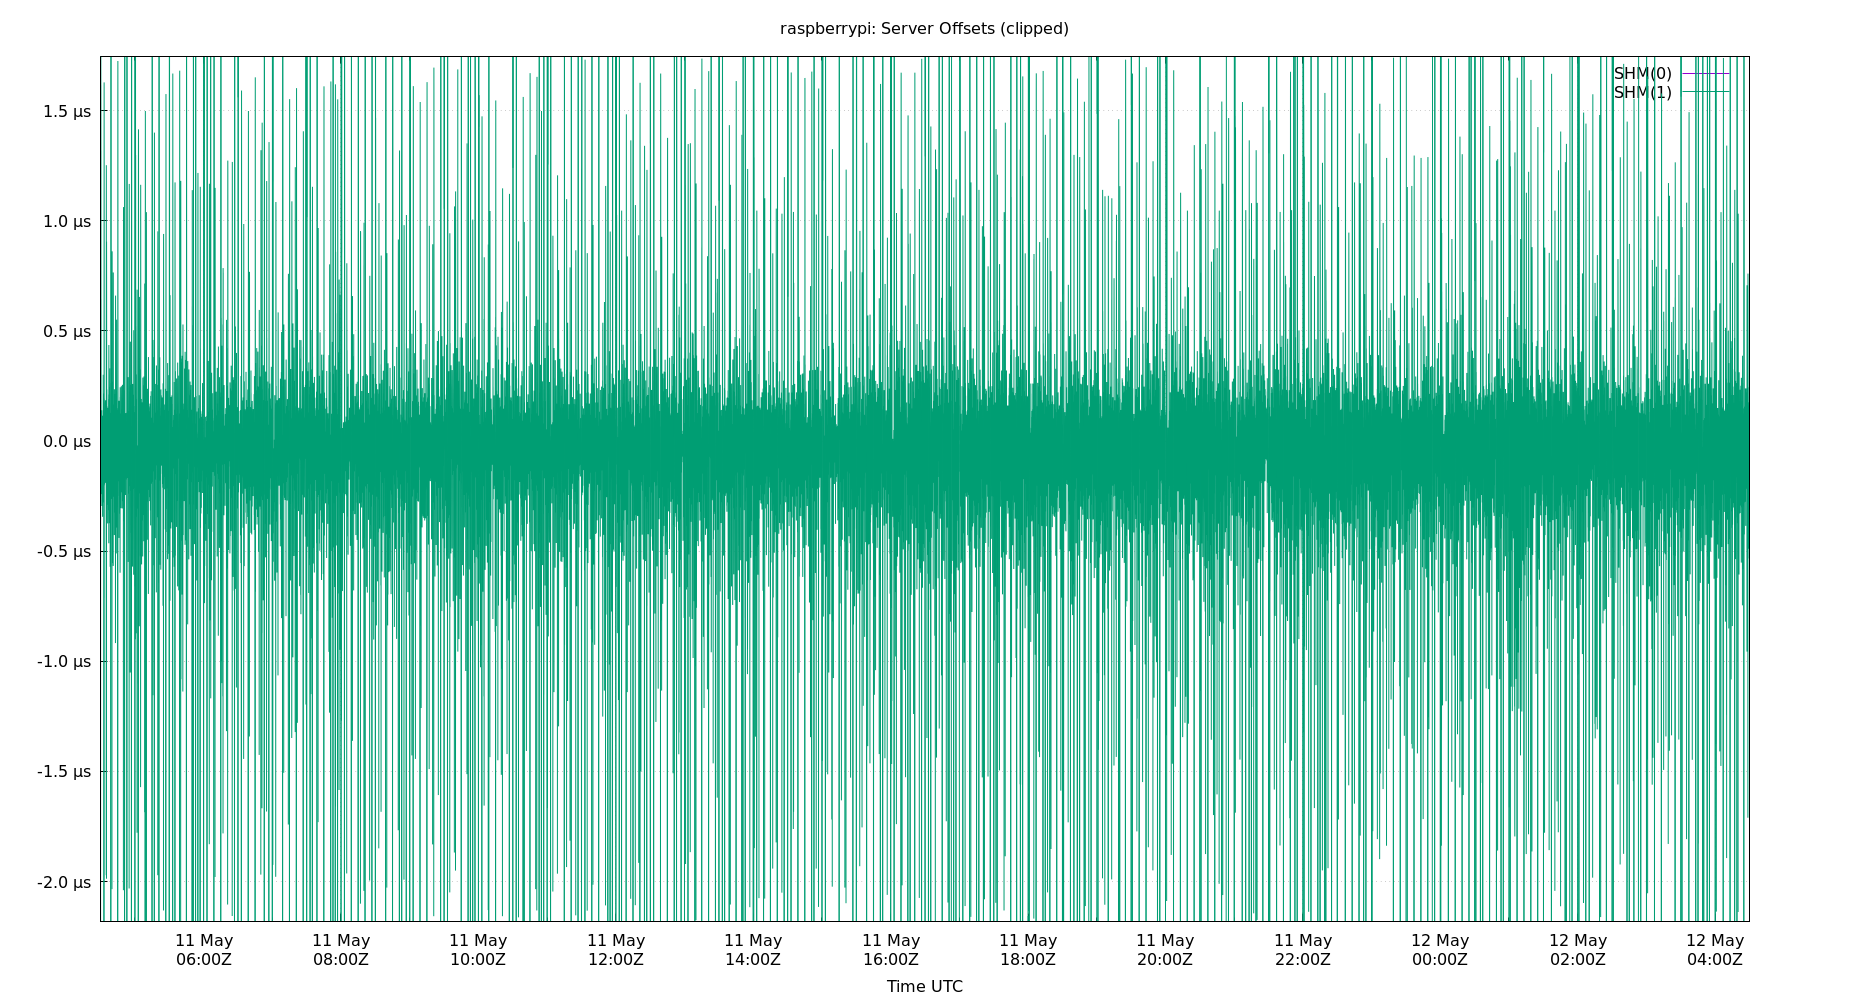 raspberrypi: Server Offsets (clipped)
SHM(0)
SHM(1)
1.5 µs
1.0 µs
0.5 µs
0.0 µs
-0.5 µs
-1.0 µs
-1.5 µs
-2.0 µs
11 May 11 May 11 May 11 May 11 May 11 May 11 May 11 May 11 May 12 May 12 May 12 May
06:00Z 08:00Z 10:00Z 12:00Z 14:00Z 16:00Z 18:00Z 20:00Z 22:00Z 00:00Z 02:00Z 04:00Z
Time UTC